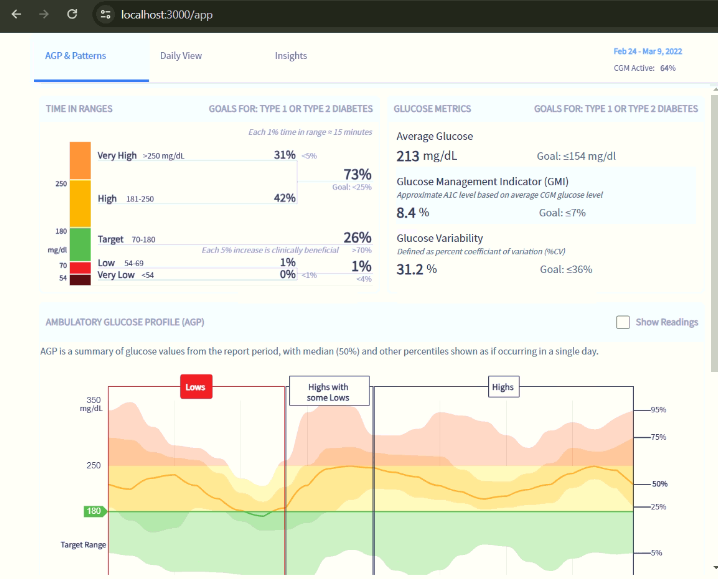 localhost:3000/app
AGP & Patterns
Daily View
Insights
Feb 24 - Mar 9, 2022
CGM Active: 64%
TIME IN RANGES
GOALS FOR: TYPE 1 OR TYPE 2 DIABETES
Each 1% time in range = 15 minutes
Very High >250 mg/dL 31% <5%
73%
Goal: <25%
250
High 181-250 42%
180
Target 70-180 26%
mg/dl
Each 5% increase is clinically beneficial >70%
70
Low 54-69 1%
1%
54
Very Low <54 0% <1%
<4%
GLUCOSE METRICS
GOALS FOR: TYPE 1 OR TYPE 2 DIABETES
Average Glucose
213 mg/dL Goal: ≤154 mg/dl
Glucose Management Indicator (GMI)
Approximate A1C level based on average CGM glucose level
8.4 % Goal: ≤7%
Glucose Variability
Defined as percent coefficient of variation (%CV)
31.2 % Goal: ≤36%
AMBULATORY GLUCOSE PROFILE (AGP)
Show Readings
AGP is a summary of glucose values from the report period, with median (50%) and other percentiles shown as if occurring in a single day.
Lows
Highs with
some Lows
Highs
350
mg/dL
95%
75%
250
50%
25%
180
Target Range
5%